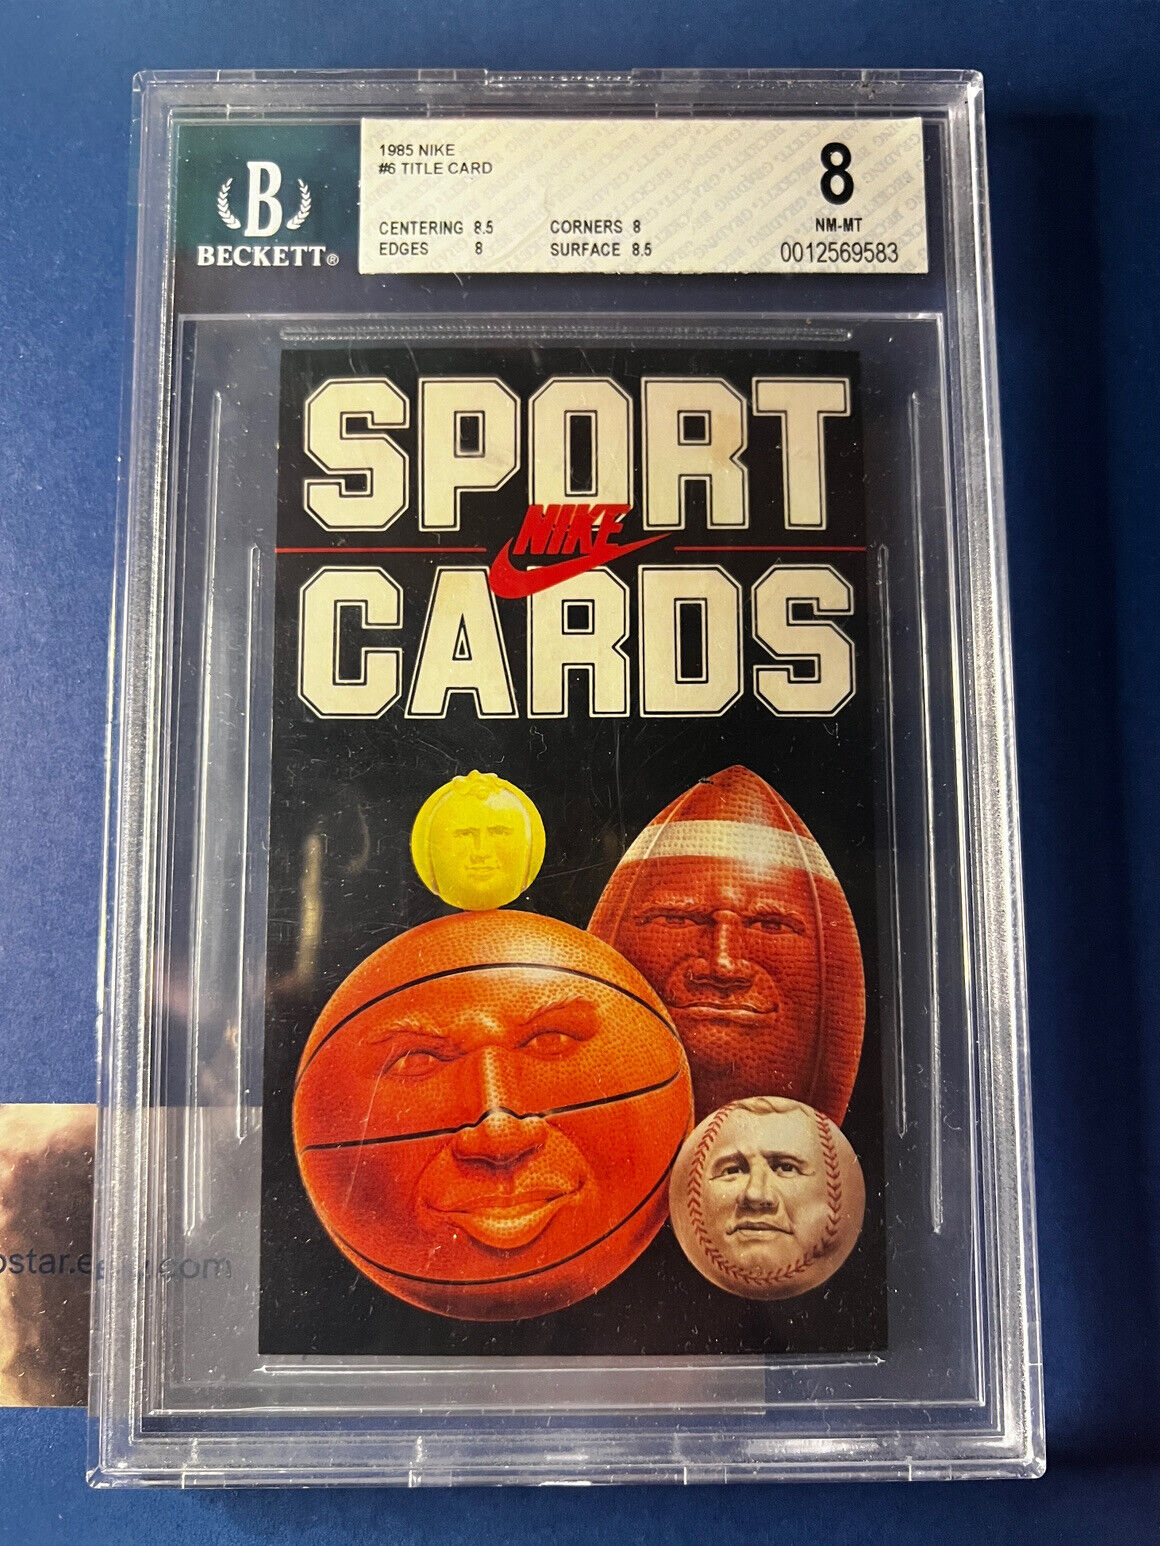 B
BECKETT®
1985 NIKE
#6 TITLE CARD
CENTERING 8.5 CORNERS 8
EDGES 8 SURFACE 8.5
8
NM-MT
0012569583
SPORT
NIKE
CARDS